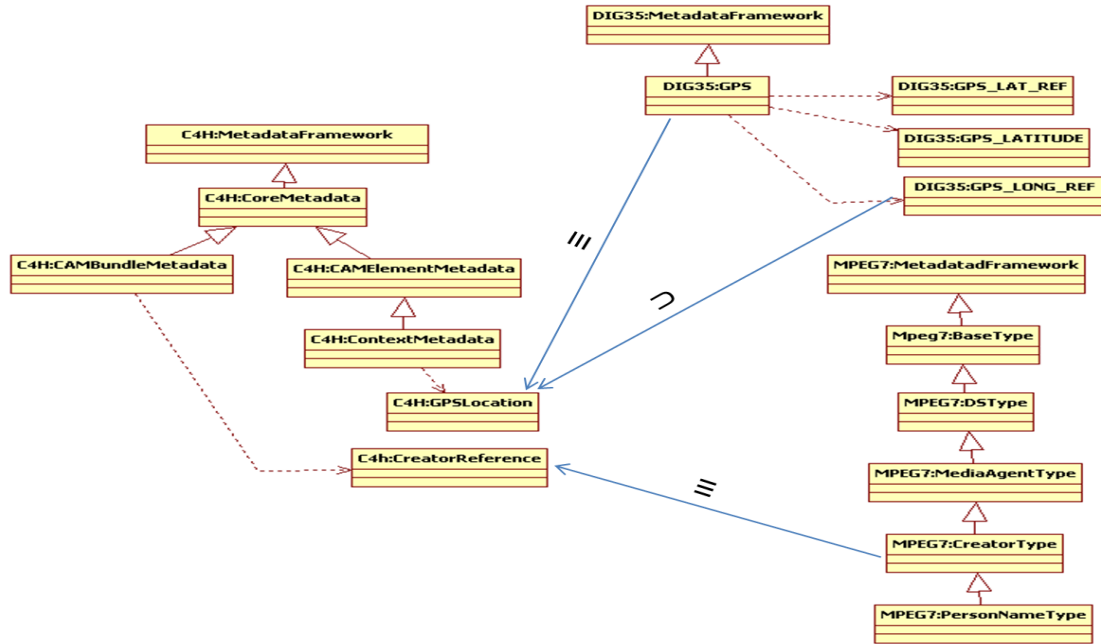 DIG35:MetadataFramework
DIG35:GPS
DIG35:GPS_LAT_REF
DIG35:GPS_LATITUDE
DIG35:GPS_LONG_REF
C4H:MetadataFramework
C4H:CoreMetadata
C4H:CAMBundleMetadata
C4H:CAMElementMetadata
C4H:ContextMetadata
C4H:GPSLocation
C4h:CreatorReference
≡
⊂
≡
MPEG7:MetadatadFramework
Mpeg7:BaseType
MPEG7:DSType
MPEG7:MediaAgentType
MPEG7:CreatorType
MPEG7:PersonNameType